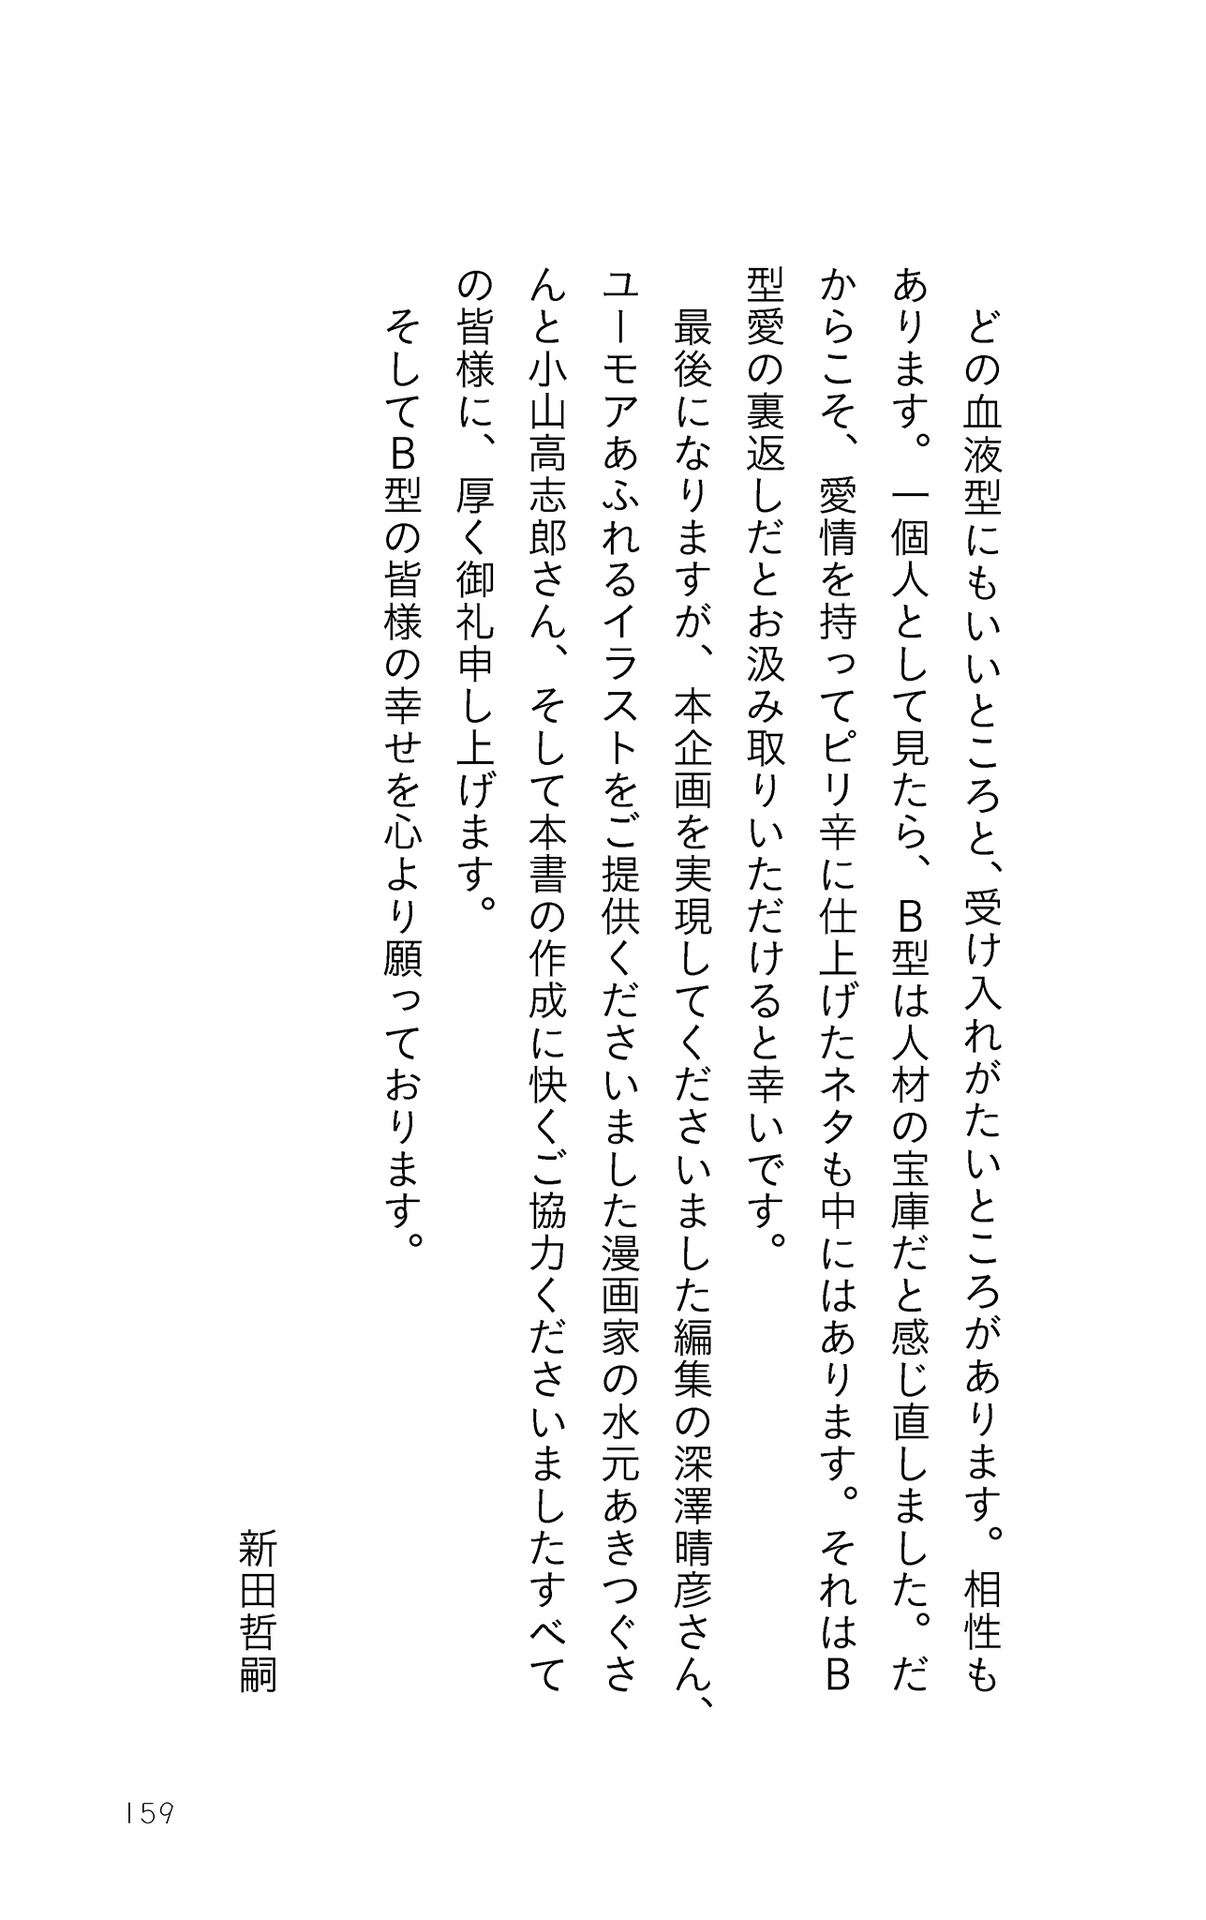 どの血液型にもいいところと、受け入れがたいところがあります。相性も
あります。一個人として見たら、B型は人材の宝庫だと感じ直しました。だ
からこそ、愛情を持ってピリ辛に仕上げたネタも中にはあります。それはB
型愛の裏返しだとお汲み取りいただけると幸いです。
最後になりますが、本企画を実現してくださいました編集の深澤晴彦さん、
ユーモアあふれるイラストをご提供くださいました漫画家の水元あきつぐさ
んと小山高志郎さん、そして本書の作成に快くご協力くださいましたすべて
の皆様に、厚く御礼申し上げます。
そしてB型の皆様の幸せを心より願っております。
新田哲嗣
159